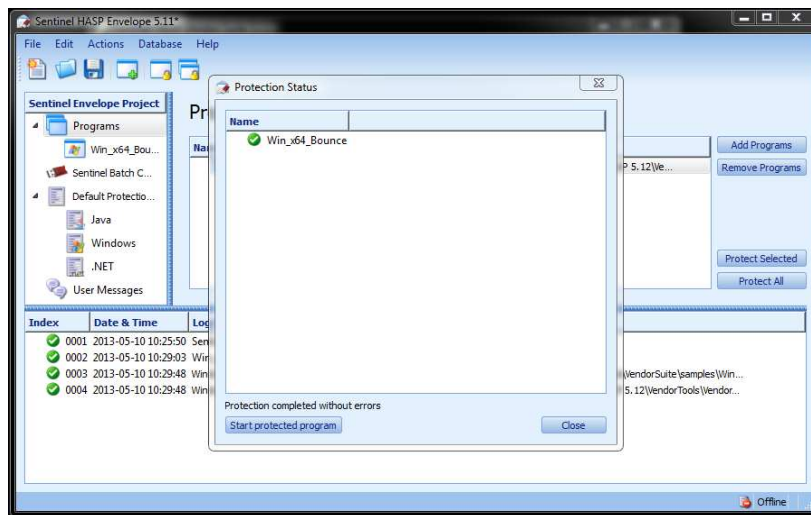 Sentinel HASP Envelope 5.11*
File Edit Actions Database Help
Sentinel Envelope Project
Programs
Win_x64_Bou...
Sentinel Batch C...
Default Protectio...
Java
Windows
.NET
User Messages
Protection Status
Name
Win_x64_Bounce
Protection completed without errors
Start protected program
Close
P 5.12\Ve...
Add Programs
Remove Programs
Protect Selected
Protect All
Index Date & Time Log
0001 2013-05-10 10:25:50 Sen
0002 2013-05-10 10:29:03 Win
0003 2013-05-10 10:29:48 Win \VendorSuite\samples\Win...
0004 2013-05-10 10:29:48 Win 5.12\VendorTools\Vendor...
Offline